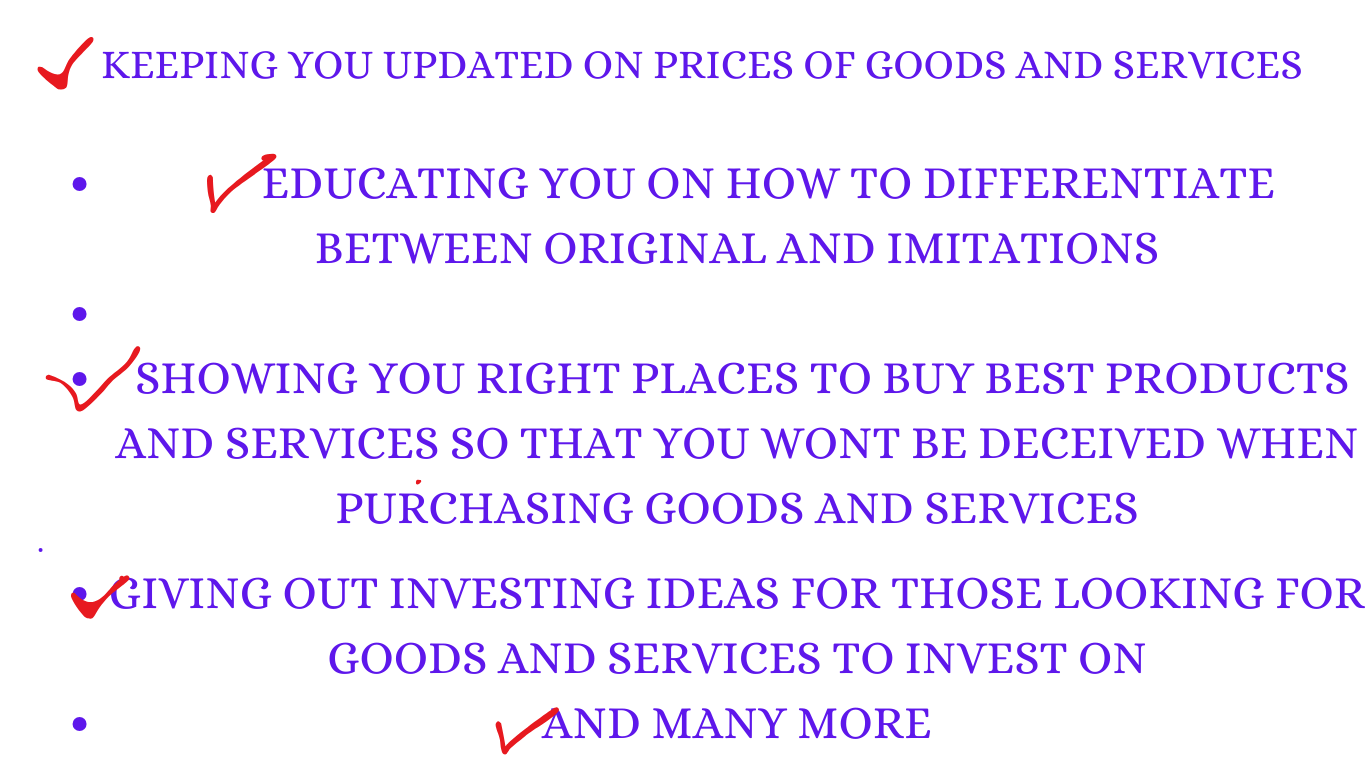 KEEPING YOU UPDATED ON PRICES OF GOODS AND SERVICES
EDUCATING YOU ON HOW TO DIFFERENTIATE
BETWEEN ORIGINAL AND IMITATIONS
SHOWING YOU RIGHT PLACES TO BUY BEST PRODUCTS
AND SERVICES SO THAT YOU WONT BE DECEIVED WHEN
PURCHASING GOODS AND SERVICES
GIVING OUT INVESTING IDEAS FOR THOSE LOOKING FOR
GOODS AND SERVICES TO INVEST ON
AND MANY MORE